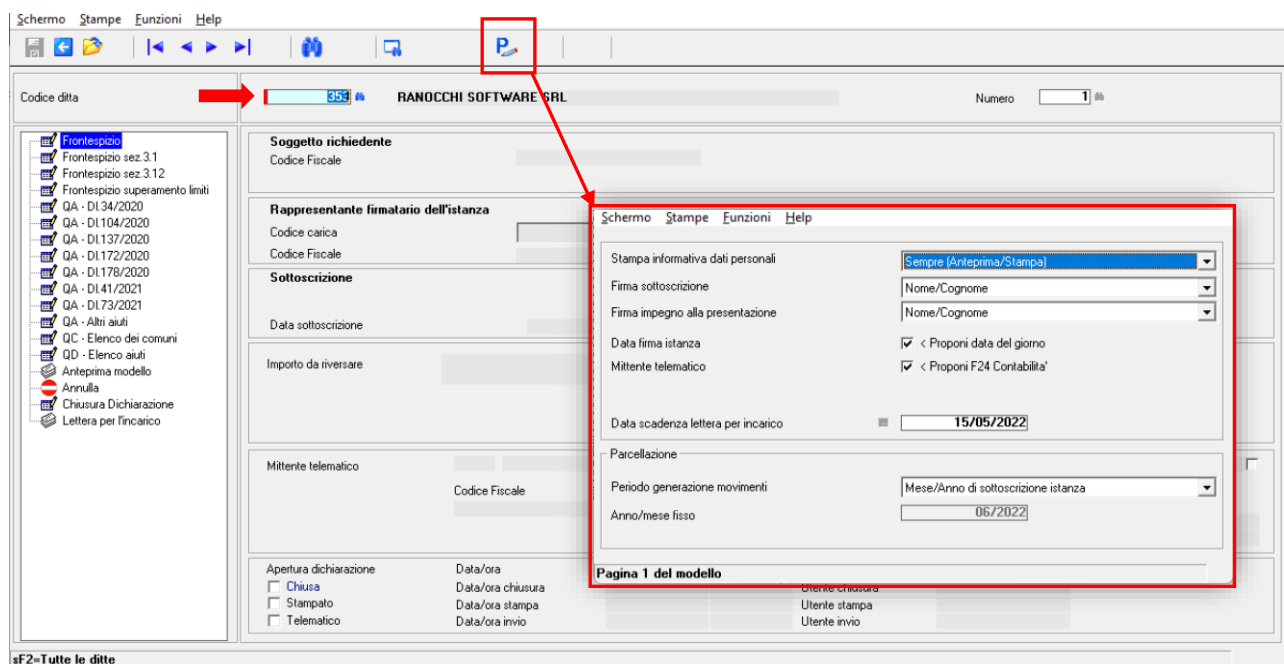 Schermo Stampe Funzioni Help
P
Codice ditta 354 RANOCCHI SOFTWARE SRL Numero 1
Frontespizio
Frontespizio sez.3.1
Frontespizio sez.3.12
Frontespizio superamento limiti
QA - Dl.34/2020
QA - Dl.104/2020
QA - Dl.137/2020
QA - Dl.172/2020
QA - Dl.178/2020
QA - Dl.41/2021
QA - Dl.73/2021
QA - Altri aiuti
QC - Elenco dei comuni
QD - Elenco aiuti
Anteprima modello
Annulla
Chiusura Dichiarazione
Lettera per l'incarico
Soggetto richiedente
Codice Fiscale
Rappresentante firmatario dell'istanza
Codice carica
Codice Fiscale
Sottoscrizione
Data sottoscrizione
Importo da riversare
Mittente telematico
Codice Fiscale
Apertura dichiarazione Data/ora
Chiusa Data/ora chiusura Utente chiusura
Stampato Data/ora stampa Utente stampa
Telematico Data/ora invio Utente invio
Schermo Stampe Funzioni Help
Stampa informativa dati personali Sempre (Anteprima/Stampa)
Firma sottoscrizione Nome/Cognome
Firma impegno alla presentazione Nome/Cognome
Data firma istanza < Proponi data del giorno
Mittente telematico < Proponi F24 Contabilita'
Data scadenza lettera per incarico 15/05/2022
Parcellazione
Periodo generazione movimenti Mese/Anno di sottoscrizione istanza
Anno/mese fisso 06/2022
Pagina 1 del modello
sF2=Tutte le ditte